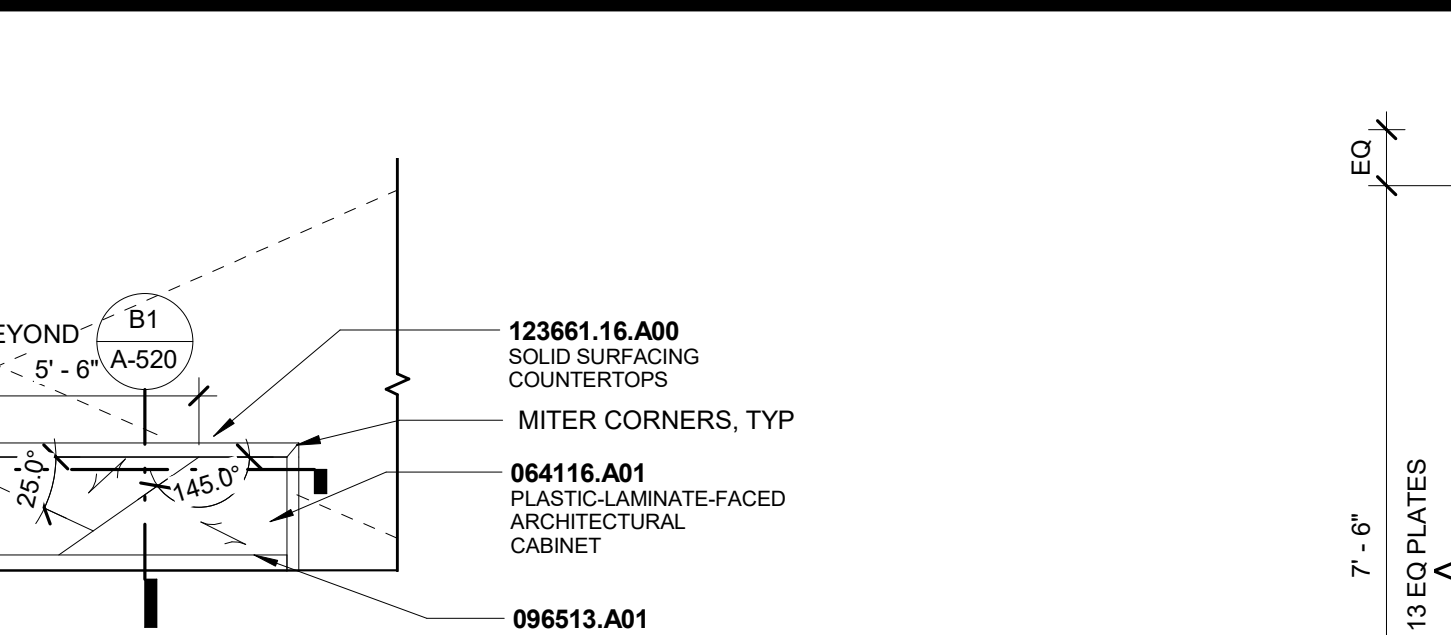 EQ
B1
A-520
EYOND
5' - 6"
123661.16.A00
SOLID SURFACING
COUNTERTOPS
MITER CORNERS, TYP
25.0°
145.0°
064116.A01
PLASTIC-LAMINATE-FACED
ARCHITECTURAL
CABINET
096513.A01
7' - 6"
13 EQ PLATES